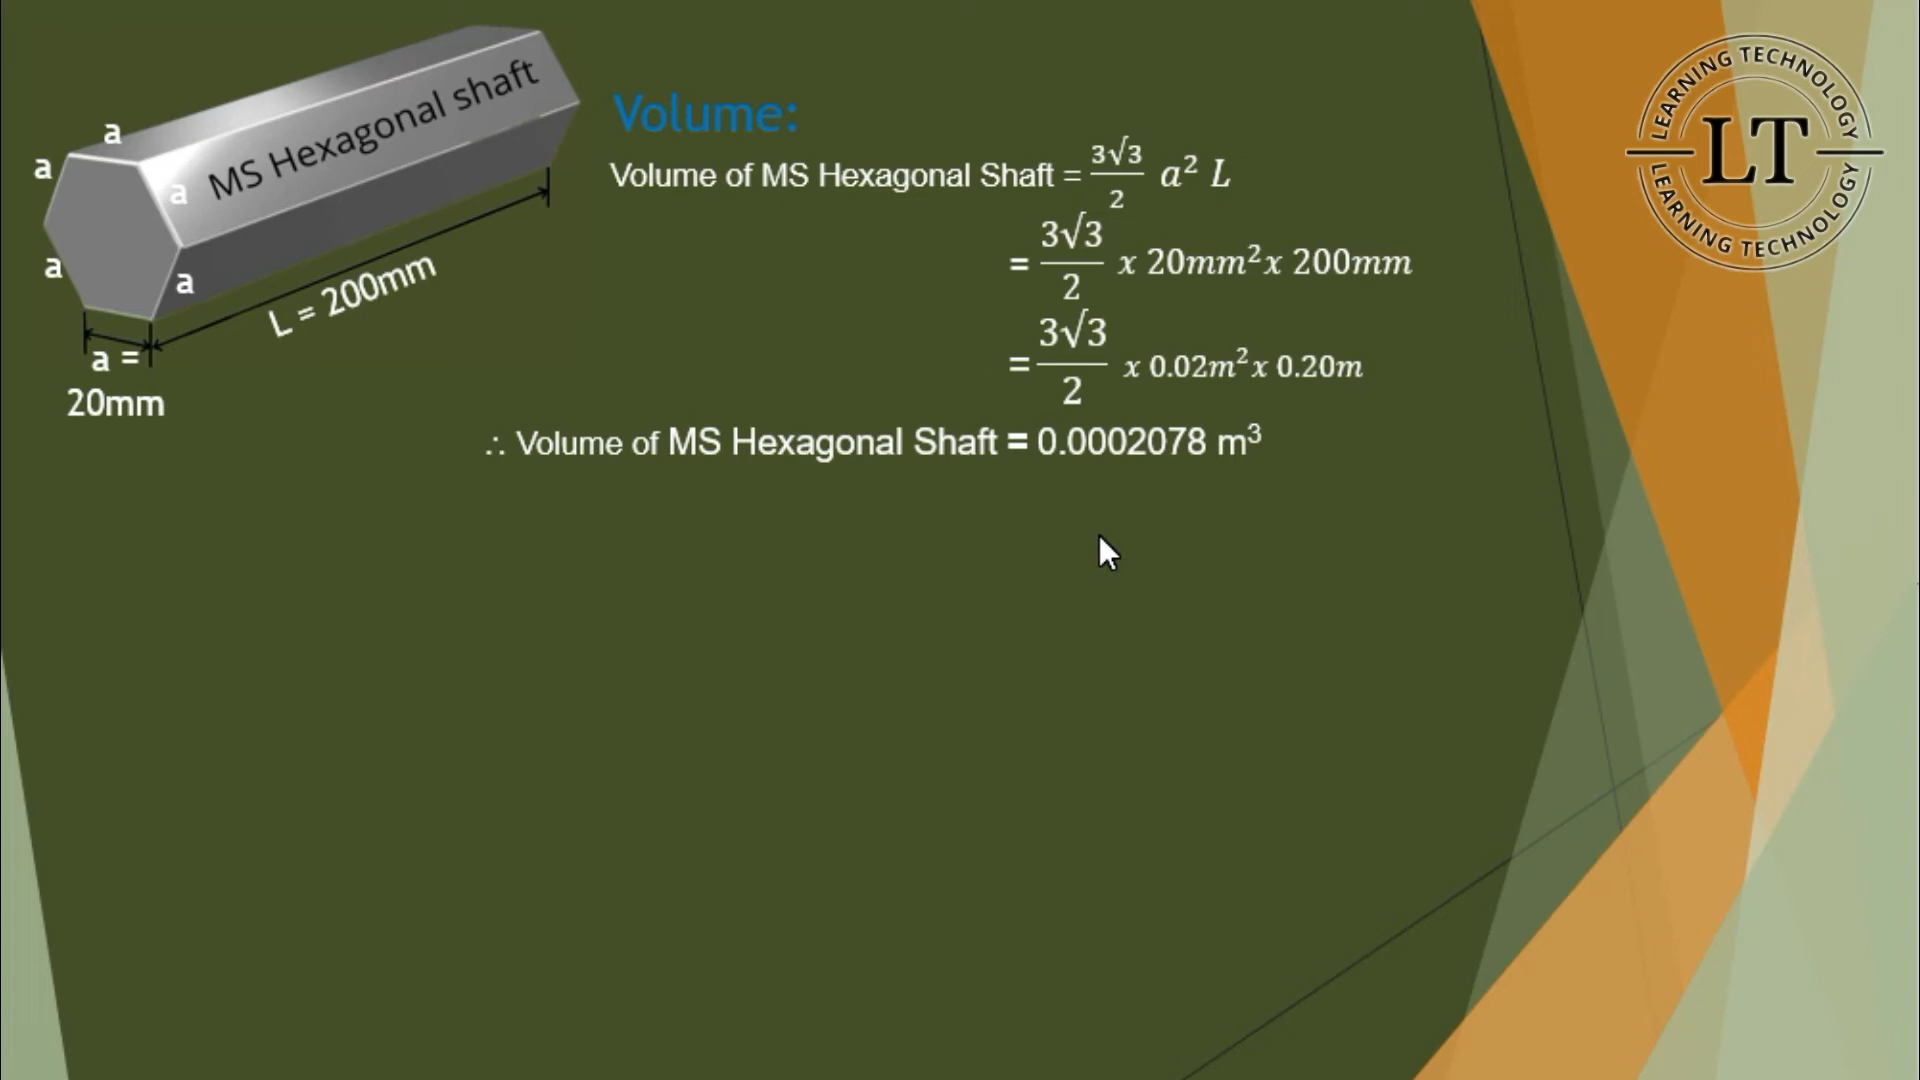 LEARNING TECHNOLOGY
LT
LEARNING TECHNOLOGY
MS Hexagonal shaft
a
a
a
a
a
a =
20mm
L = 200mm
Volume:
Volume of MS Hexagonal Shaft = 3√3/2 a² L
= 3√3/2 x 20mm² x 200mm
= 3√3/2 x 0.02m² x 0.20m
∴ Volume of MS Hexagonal Shaft = 0.0002078 m³